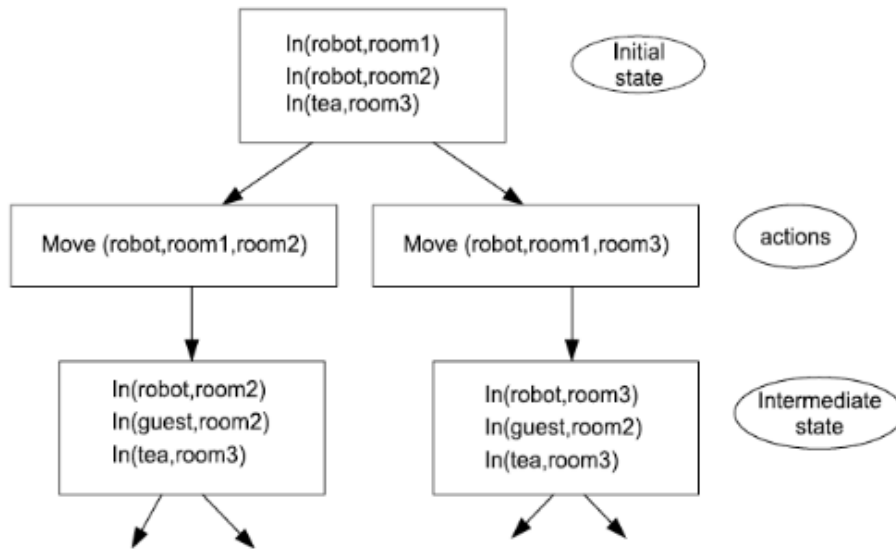 In(robot,room1)
In(robot,room2)
In(tea,room3)
Initial
state
Move (robot,room1,room2)
Move (robot,room1,room3)
actions
In(robot,room2)
In(guest,room2)
In(tea,room3)
In(robot,room3)
In(guest,room2)
In(tea,room3)
Intermediate
state